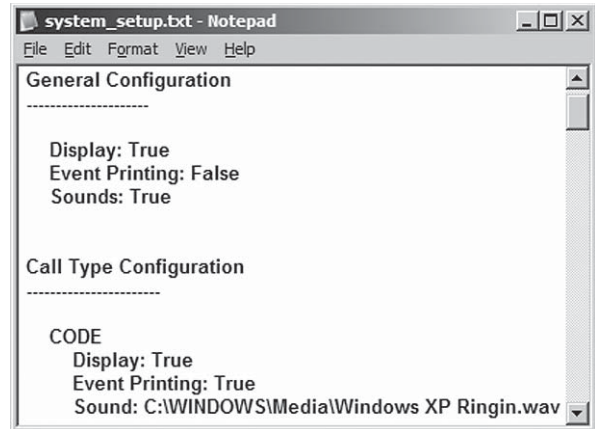 system_setup.txt - Notepad
File Edit Format View Help
General Configuration
---------------------
Display: True
Event Printing: False
Sounds: True
Call Type Configuration
-----------------------
CODE
Display: True
Event Printing: True
Sound: C:\WINDOWS\Media\Windows XP Ringin.wav